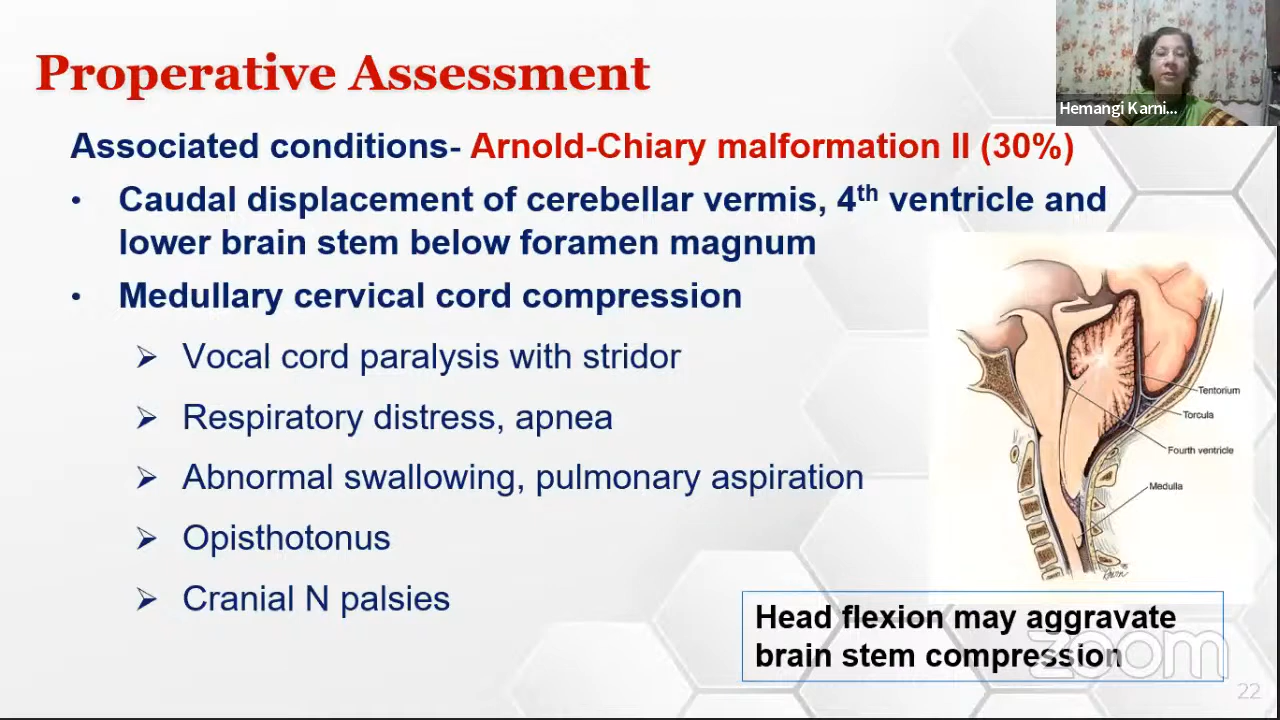 Properative Assessment
Hemangi Karni...
Associated conditions- Arnold-Chiary malformation II (30%)
• Caudal displacement of cerebellar vermis, 4th ventricle and
lower brain stem below foramen magnum
• Medullary cervical cord compression
➢ Vocal cord paralysis with stridor
➢ Respiratory distress, apnea
➢ Abnormal swallowing, pulmonary aspiration
➢ Opisthotonus
➢ Cranial N palsies
Tentorium
Torcula
Fourth ventricle
Medulla
Head flexion may aggravate
brain stem compression
zoom
22